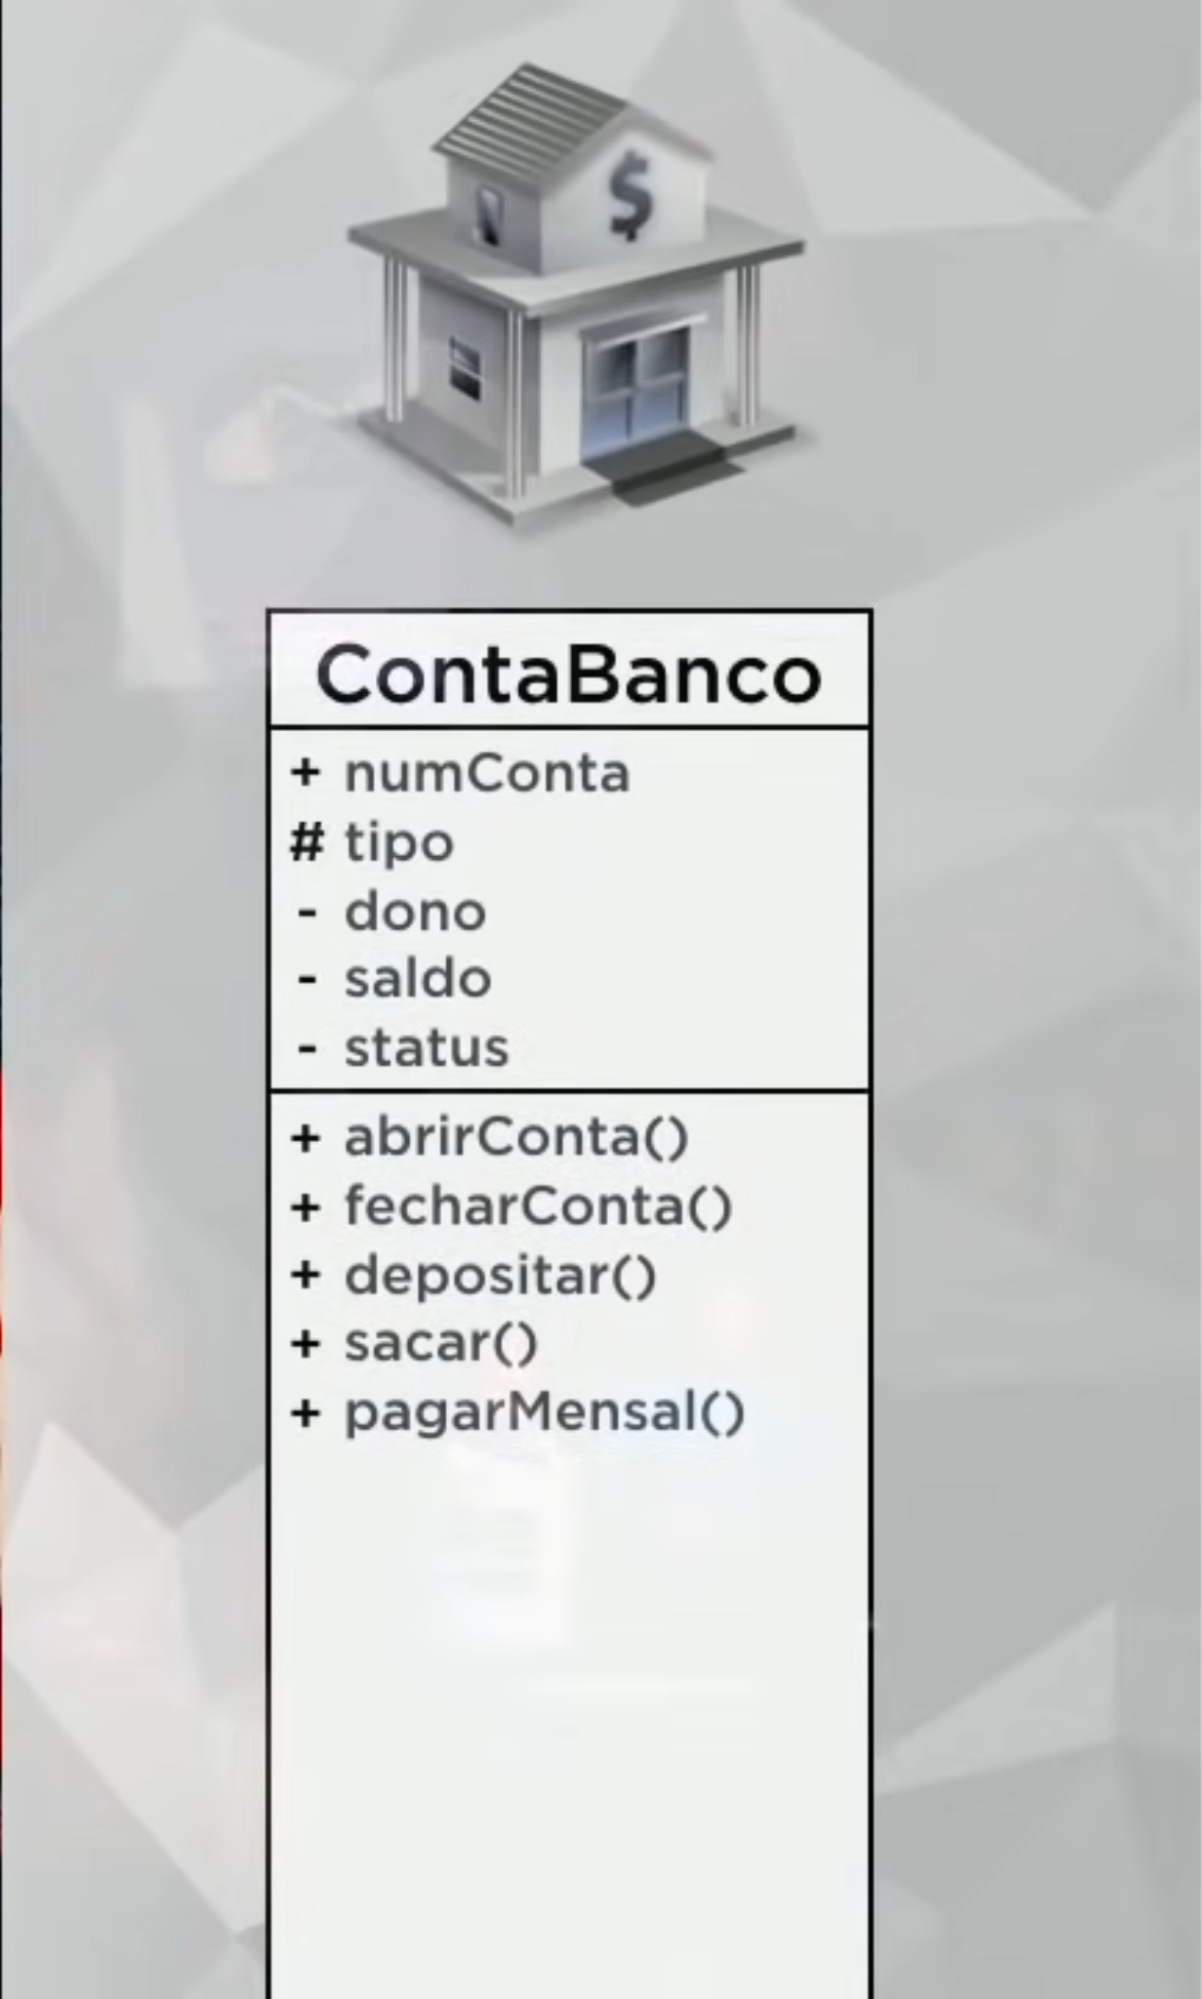 $
ContaBanco
+ numConta
# tipo
- dono
- saldo
- status
+ abrirConta()
+ fecharConta()
+ depositar()
+ sacar()
+ pagarMensal()